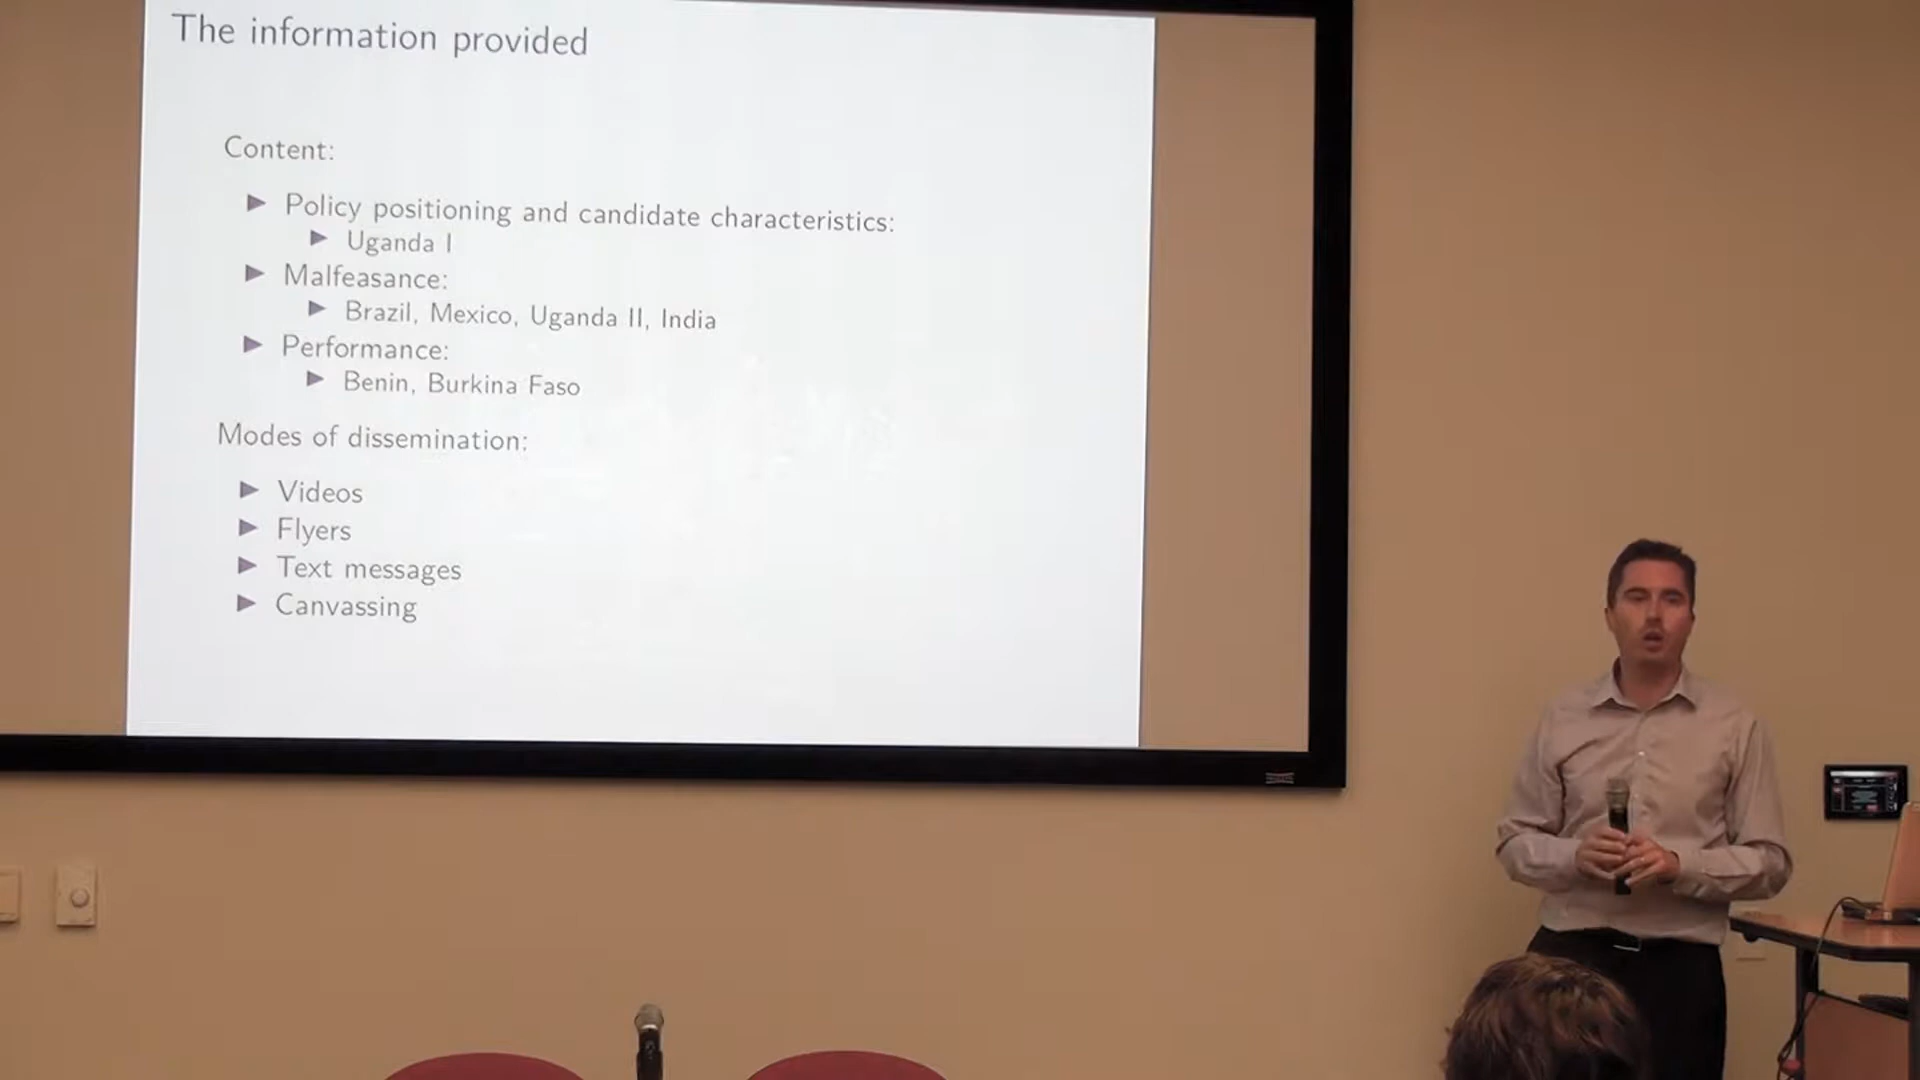 The information provided
Content:
Policy positioning and candidate characteristics:
Uganda I
Malfeasance:
Brazil, Mexico, Uganda II, India
Performance:
Benin, Burkina Faso
Modes of dissemination:
Videos
Flyers
Text messages
Canvassing